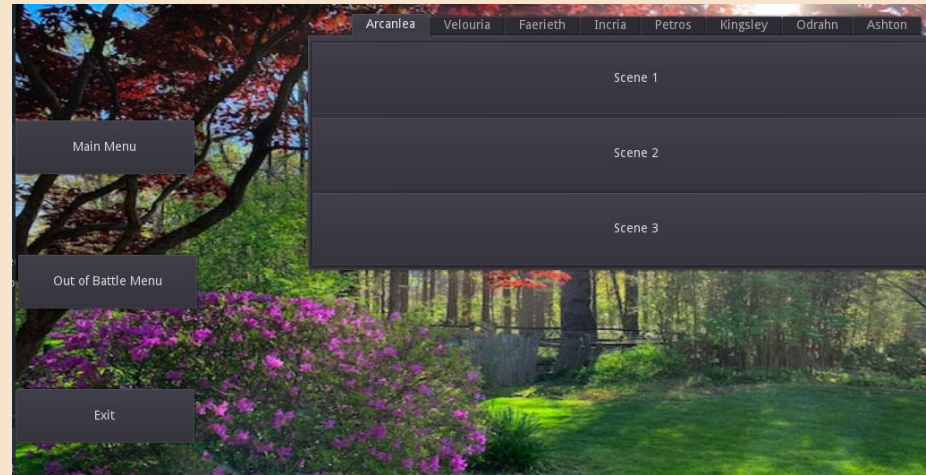 Arcanlea Velouria Faerieth Incria Petros Kingsley Odrahn Ashton
Scene 1
Main Menu
Scene 2
Scene 3
Out of Battle Menu
Exit